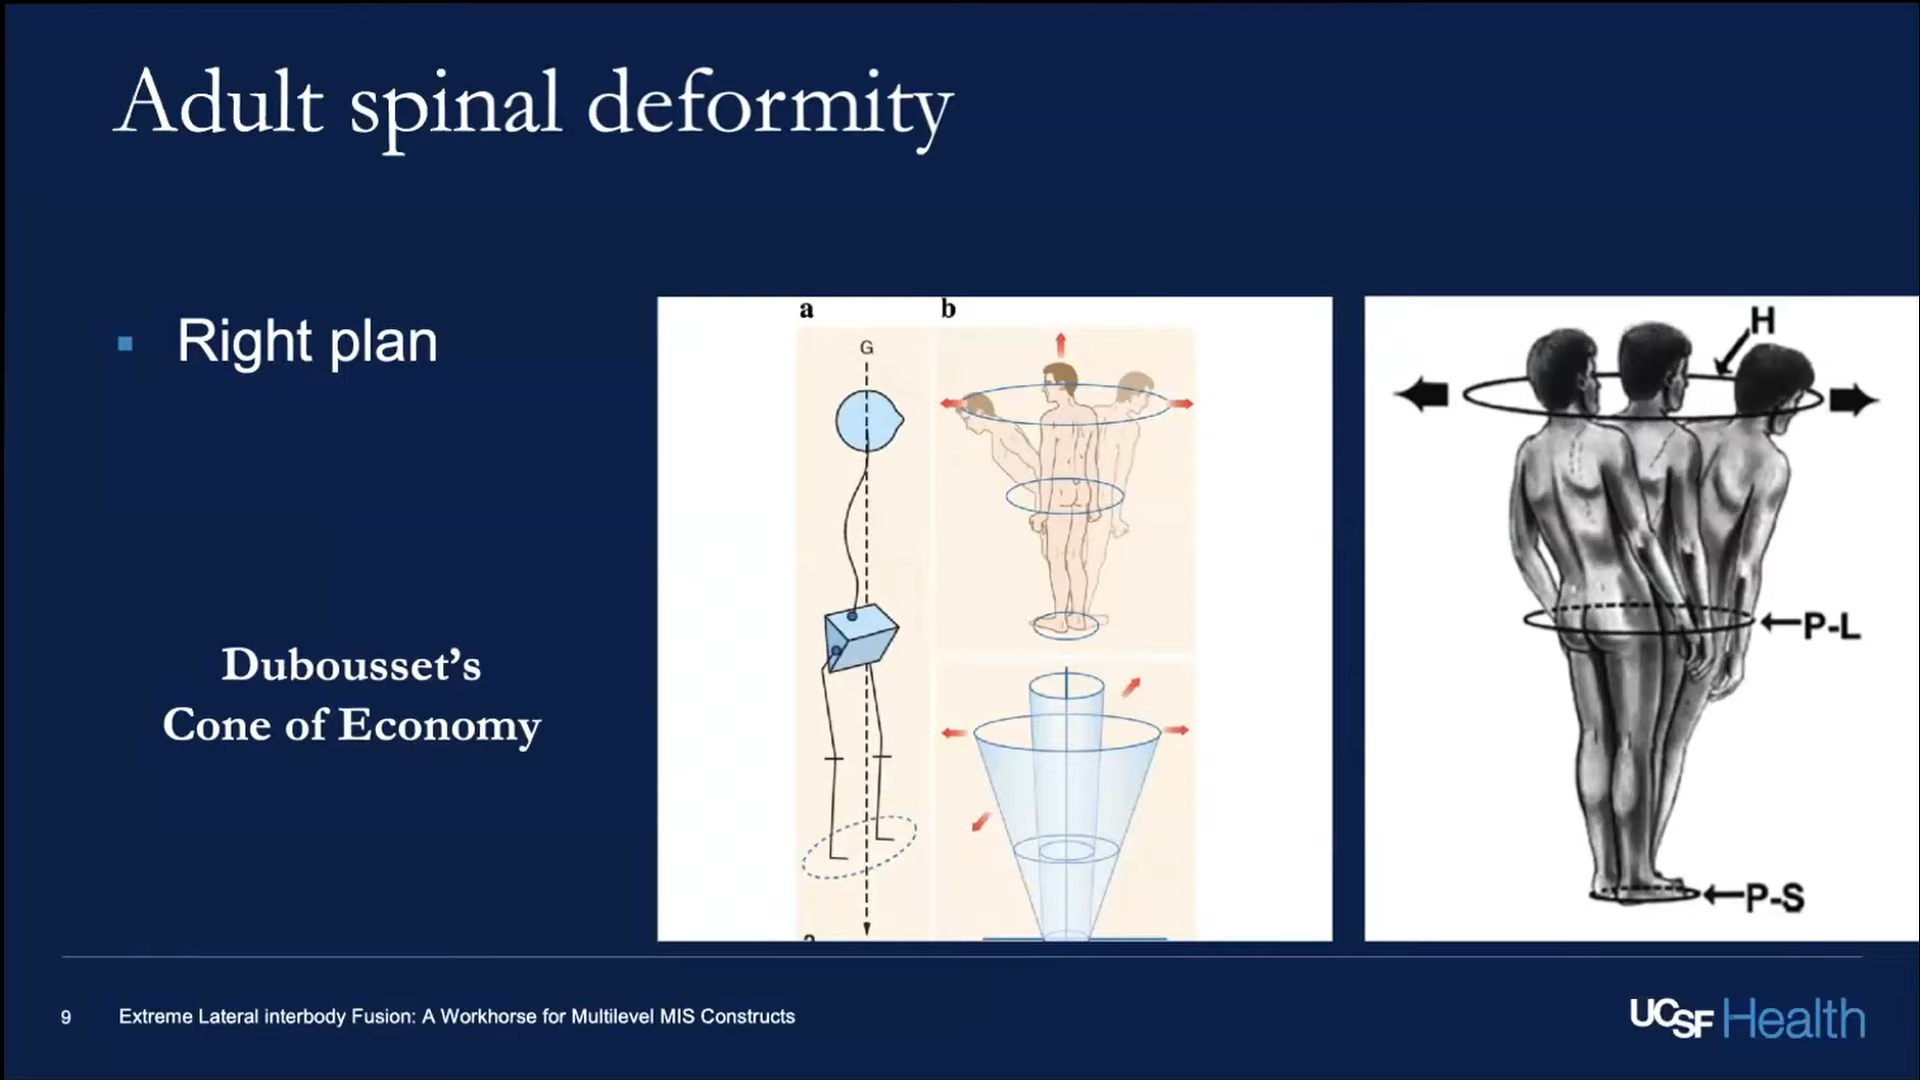 Adult spinal deformity
▪ Right plan
Dubousset’s
Cone of Economy
a
b
G
H
P-L
P-S
9
Extreme Lateral interbody Fusion: A Workhorse for Multilevel MIS Constructs
UCSF Health